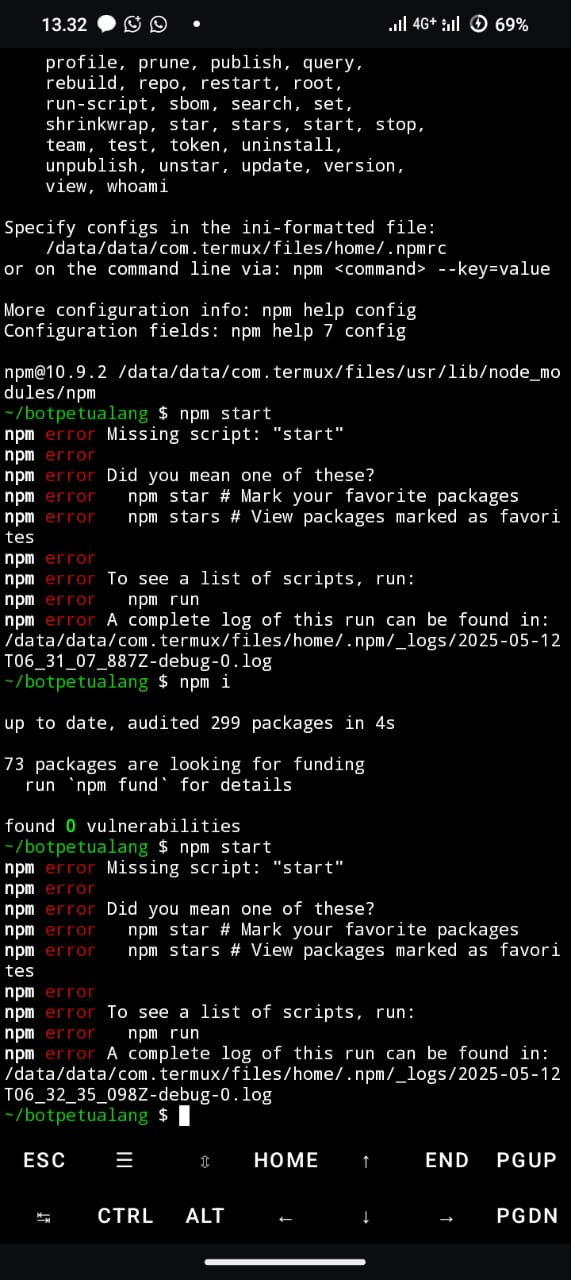 13.32 4G+ 69%
profile, prune, publish, query,
rebuild, repo, restart, root,
run-script, sbom, search, set,
shrinkwrap, star, stars, start, stop,
team, test, token, uninstall,
unpublish, unstar, update, version,
view, whoami
Specify configs in the ini-formatted file:
/data/data/com.termux/files/home/.npmrc
or on the command line via: npm <command> --key=value
More configuration info: npm help config
Configuration fields: npm help 7 config
npm@10.9.2 /data/data/com.termux/files/usr/lib/node_mo
dules/npm
~/botpetualang $ npm start
npm error Missing script: "start"
npm error
npm error Did you mean one of these?
npm error   npm star # Mark your favorite packages
npm error   npm stars # View packages marked as favori
tes
npm error
npm error To see a list of scripts, run:
npm error   npm run
npm error A complete log of this run can be found in:
/data/data/com.termux/files/home/.npm/_logs/2025-05-12
T06_31_07_887Z-debug-0.log
~/botpetualang $ npm i
up to date, audited 299 packages in 4s
73 packages are looking for funding
run `npm fund` for details
found 0 vulnerabilities
~/botpetualang $ npm start
npm error Missing script: "start"
npm error
npm error Did you mean one of these?
npm error   npm star # Mark your favorite packages
npm error   npm stars # View packages marked as favori
tes
npm error
npm error To see a list of scripts, run:
npm error   npm run
npm error A complete log of this run can be found in:
/data/data/com.termux/files/home/.npm/_logs/2025-05-12
T06_32_35_098Z-debug-0.log
~/botpetualang $
ESC ☰ ⇳ HOME ↑ END PGUP
↹ CTRL ALT ← ↓ → PGDN